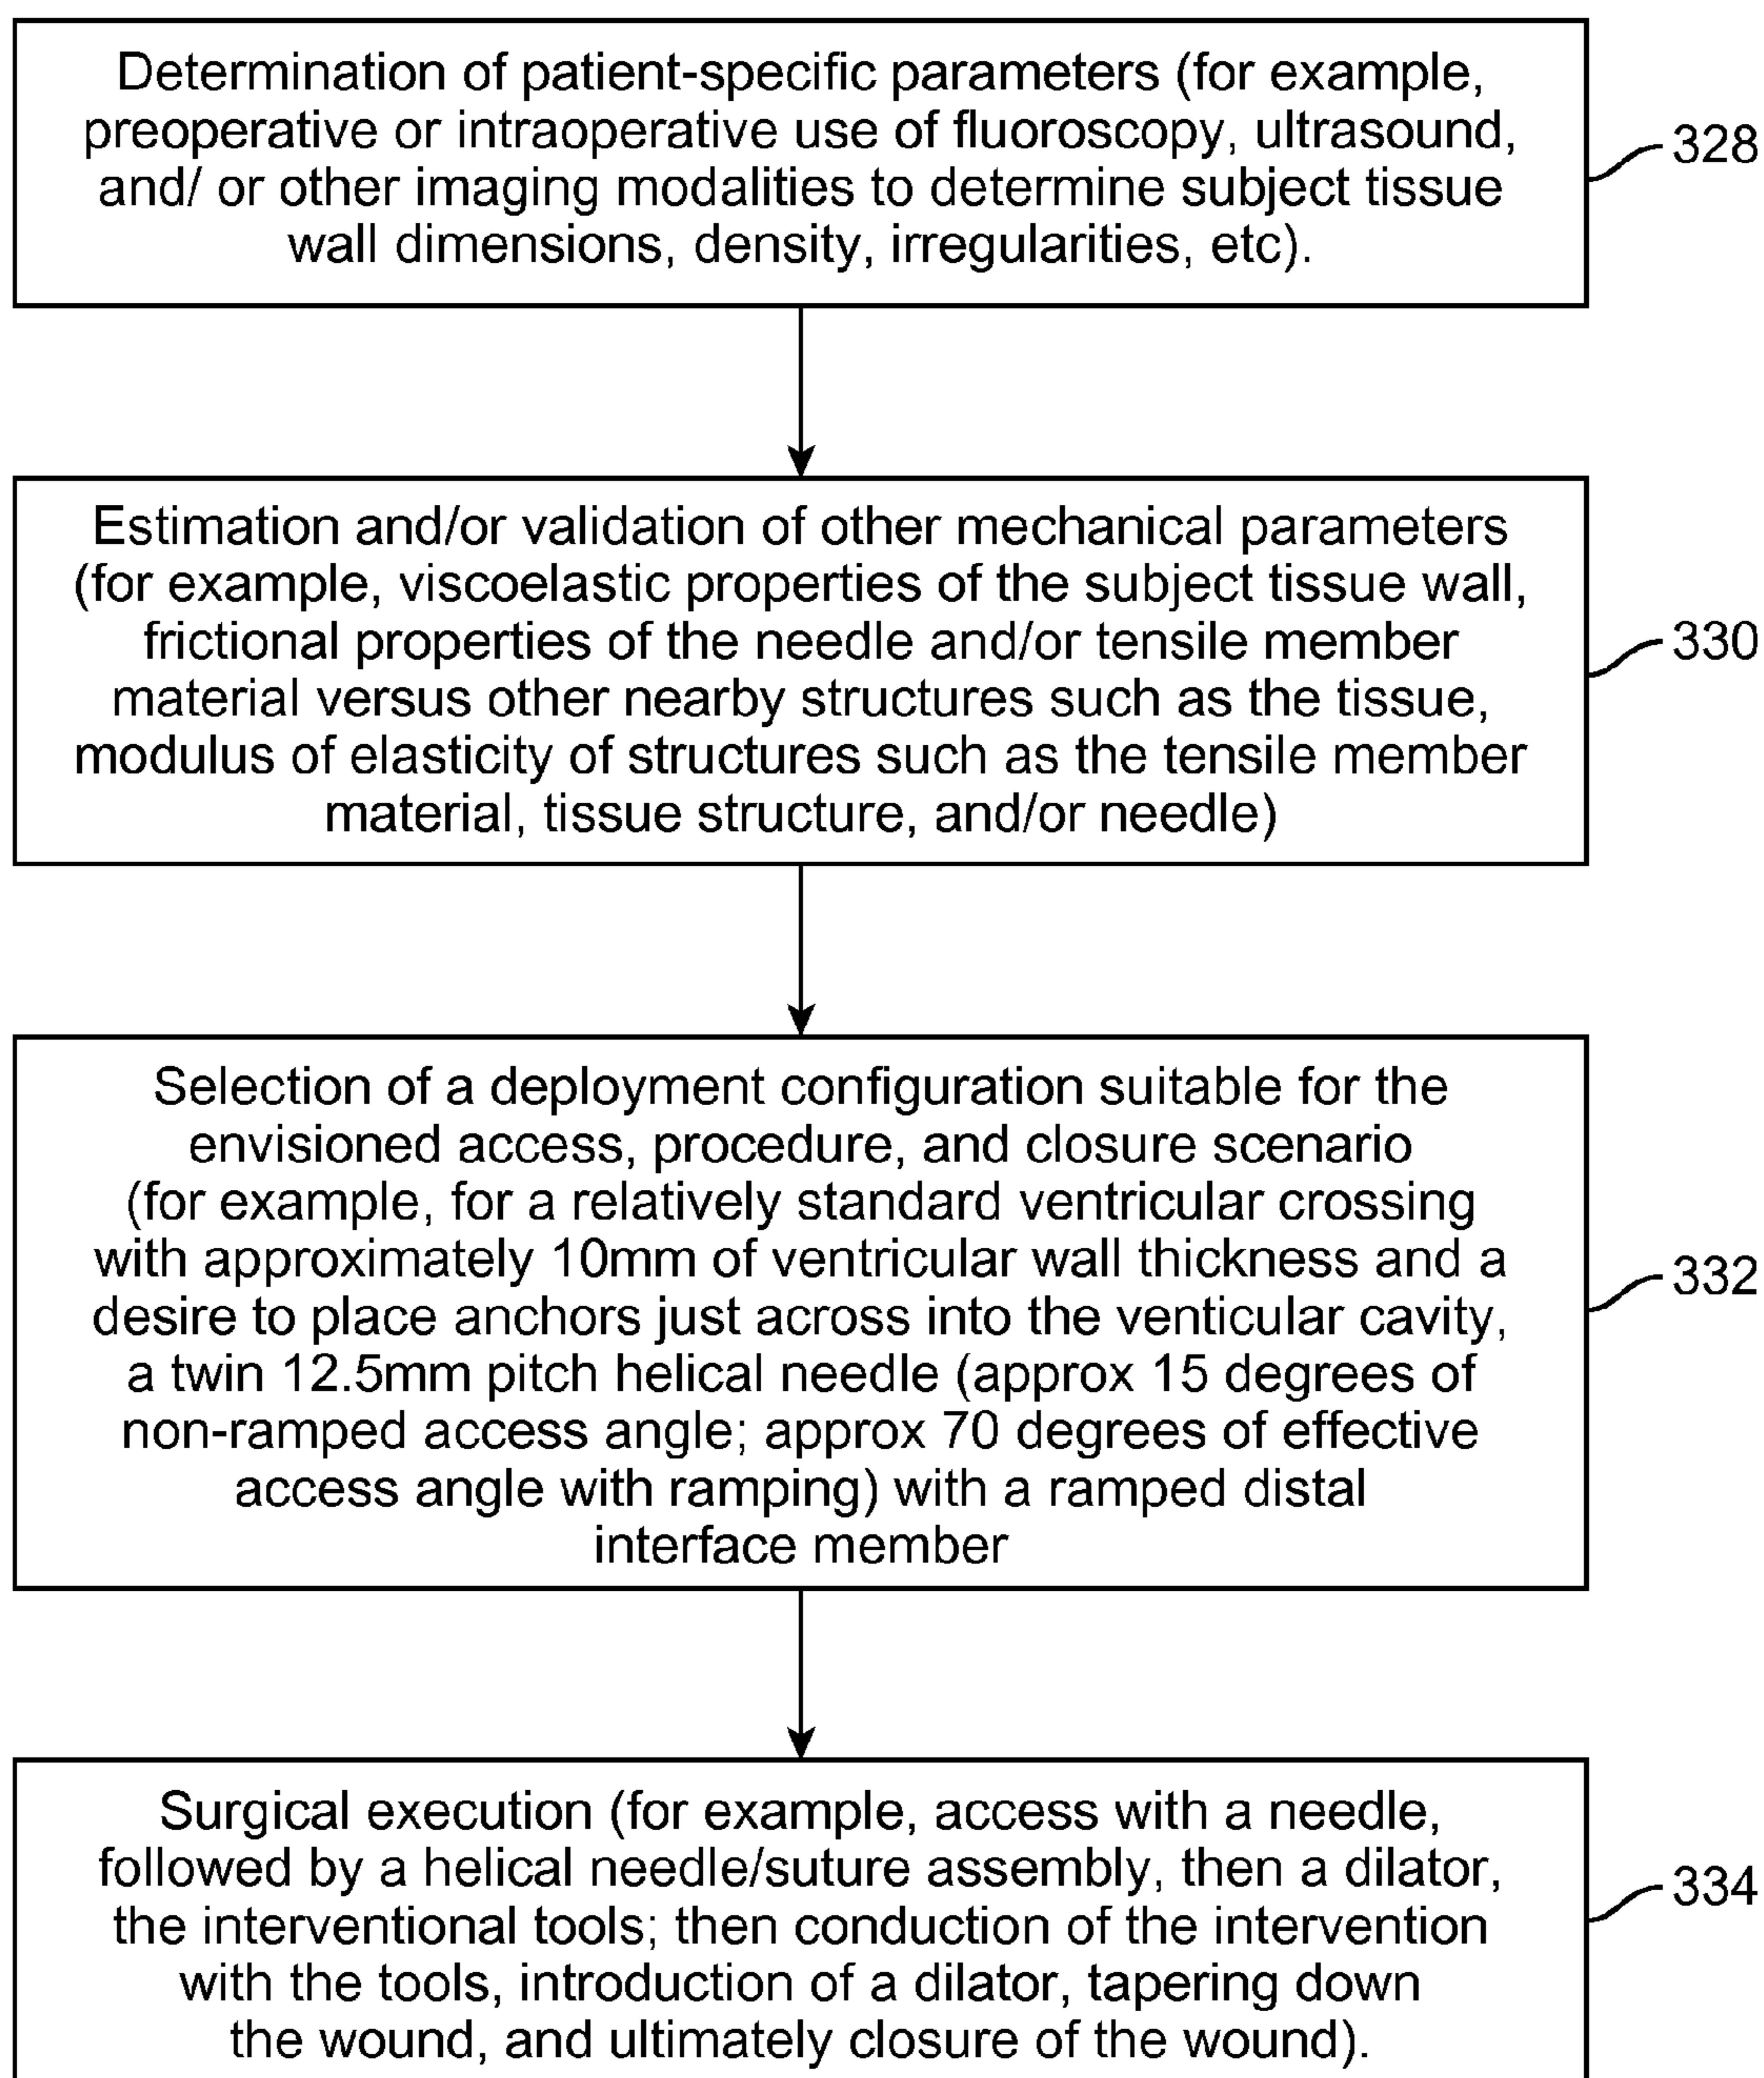 Determination of patient-specific parameters (for example,
preoperative or intraoperative use of fluoroscopy, ultrasound,
and/ or other imaging modalities to determine subject tissue
wall dimensions, density, irregularities, etc).
328
Estimation and/or validation of other mechanical parameters
(for example, viscoelastic properties of the subject tissue wall,
frictional properties of the needle and/or tensile member
material versus other nearby structures such as the tissue,
modulus of elasticity of structures such as the tensile member
material, tissue structure, and/or needle)
330
Selection of a deployment configuration suitable for the
envisioned access, procedure, and closure scenario
(for example, for a relatively standard ventricular crossing
with approximately 10mm of ventricular wall thickness and a
desire to place anchors just across into the venticular cavity,
a twin 12.5mm pitch helical needle (approx 15 degrees of
non-ramped access angle; approx 70 degrees of effective
access angle with ramping) with a ramped distal
interface member
332
Surgical execution (for example, access with a needle,
followed by a helical needle/suture assembly, then a dilator,
the interventional tools; then conduction of the intervention
with the tools, introduction of a dilator, tapering down
the wound, and ultimately closure of the wound).
334